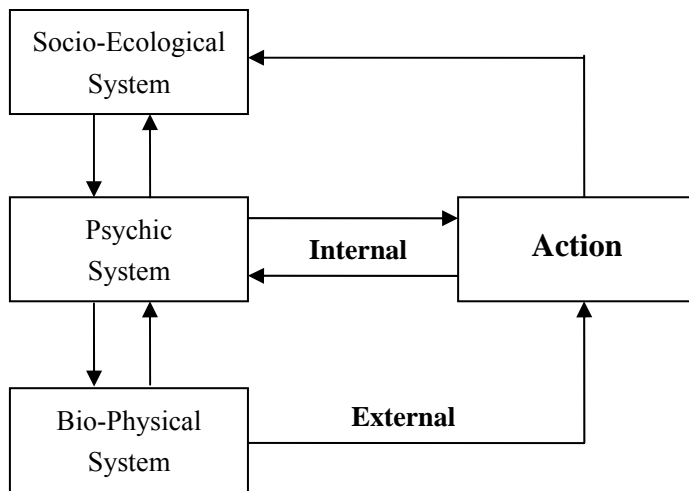 Socio-Ecological
System
Psychic
System
Internal
Action
Bio-Physical
System
External